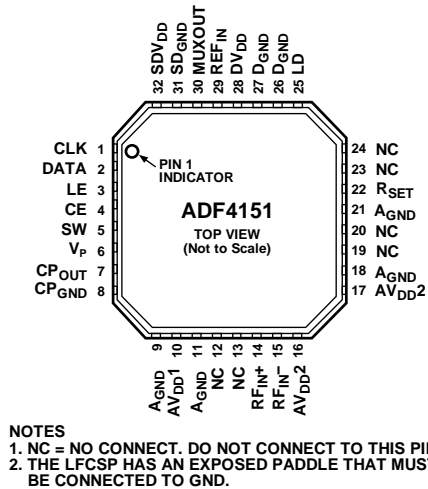 32 SDVDD
31 SDGND
30 MUXOUT
29 REFIN
28 DVDD
27 DGND
26 DGND
25 LD
CLK 1
DATA 2
LE 3
CE 4
SW 5
VP 6
CPOUT 7
CPGND 8
PIN 1
INDICATOR
ADF4151
TOP VIEW
(Not to Scale)
24 NC
23 NC
22 RSET
21 AGND
20 NC
19 NC
18 AGND
17 AVDD2
AGND 9
AVDD1 10
AGND 11
NC 12
NC 13
RFIN+ 14
RFIN− 15
AVDD2 16
NOTES
1. NC = NO CONNECT. DO NOT CONNECT TO THIS PI
2. THE LFCSP HAS AN EXPOSED PADDLE THAT MUST
BE CONNECTED TO GND.